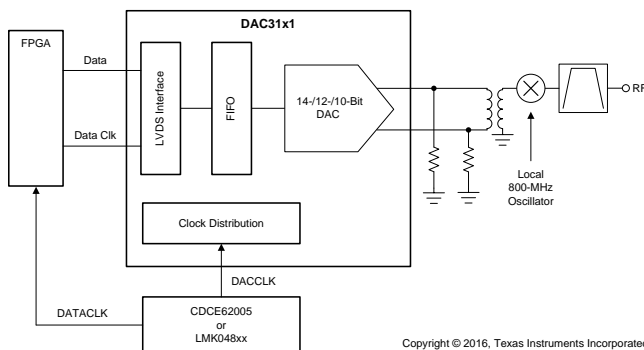 DAC31x1
FPGA
Data
LVDS Interface
FIFO
14-/12-/10-Bit
DAC
Data Clk
RF
Local
800-MHz
Oscillator
Clock Distribution
DACCLK
DATACLK
CDCE62005
or
LMK048xx
Copyright © 2016, Texas Instruments Incorporated